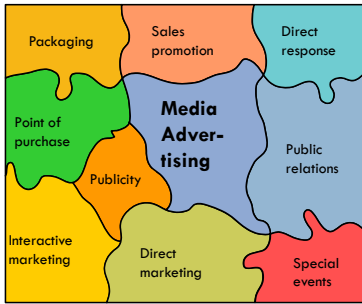 Packaging
Sales
promotion
Direct
response
Point of
purchase
Media
Adver-
tising
Public
relations
Publicity
Interactive
marketing
Direct
marketing
Special
events